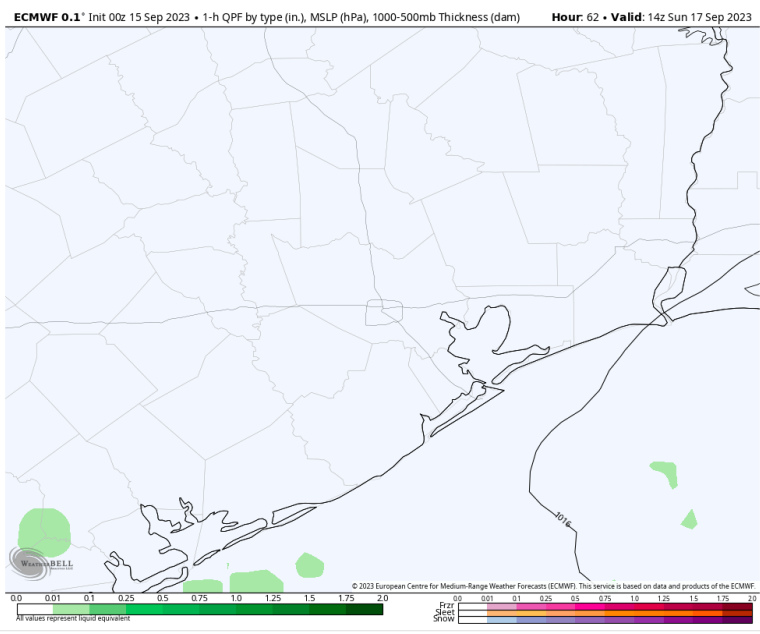 ECMWF 0.1° Init 00z 15 Sep 2023 • 1-h QPF by type (in.), MSLP (hPa), 1000-500mb Thickness (dam) Hour: 62 • Valid: 14z Sun 17 Sep 2023
1016
WEATHERBELL
© 2023 European Centre for Medium-Range Weather Forecasts (ECMWF). This service is based on data and products of the ECMWF.
0.0 0.01 0.1 0.25 0.5 0.75 1.0 1.25 1.5 1.75 2.0
0.0 0.01 0.1 0.25 0.5 0.75 1.0 1.25 1.5 1.75 2.0
Frzr
Sleet
Snow
All values represent liquid equivalent